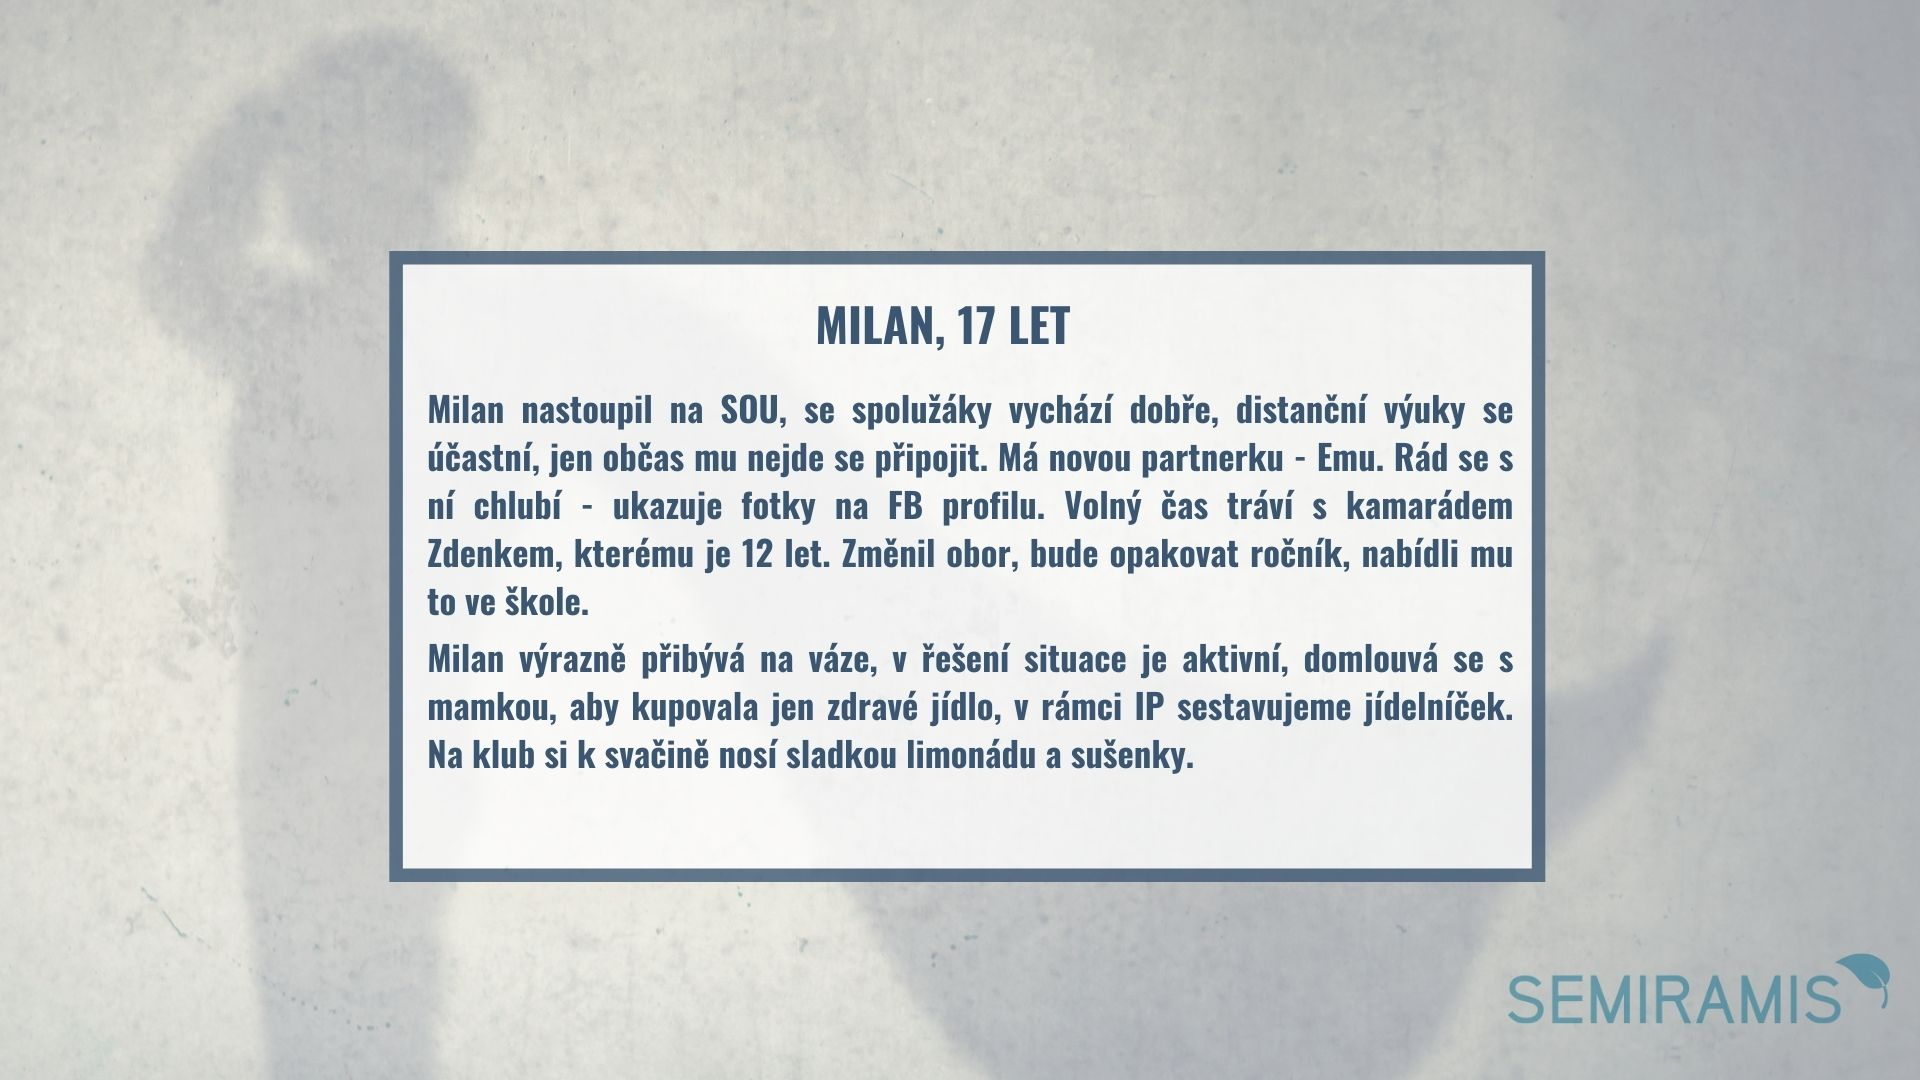 MILAN, 17 LET
Milan nastoupil na SOU, se spolužáky vychází dobře, distanční výuky se
účastní, jen občas mu nejde se připojit. Má novou partnerku - Emu. Rád se s
ní chlubí - ukazuje fotky na FB profilu. Volný čas tráví s kamarádem
Zdenkem, kterému je 12 let. Změnil obor, bude opakovat ročník, nabídli mu
to ve škole.
Milan výrazně přibývá na váze, v řešení situace je aktivní, domlouvá se s
mamkou, aby kupovala jen zdravé jídlo, v rámci IP sestavujeme jídelníček.
Na klub si k svačině nosí sladkou limonádu a sušenky.
SEMIRAMIS